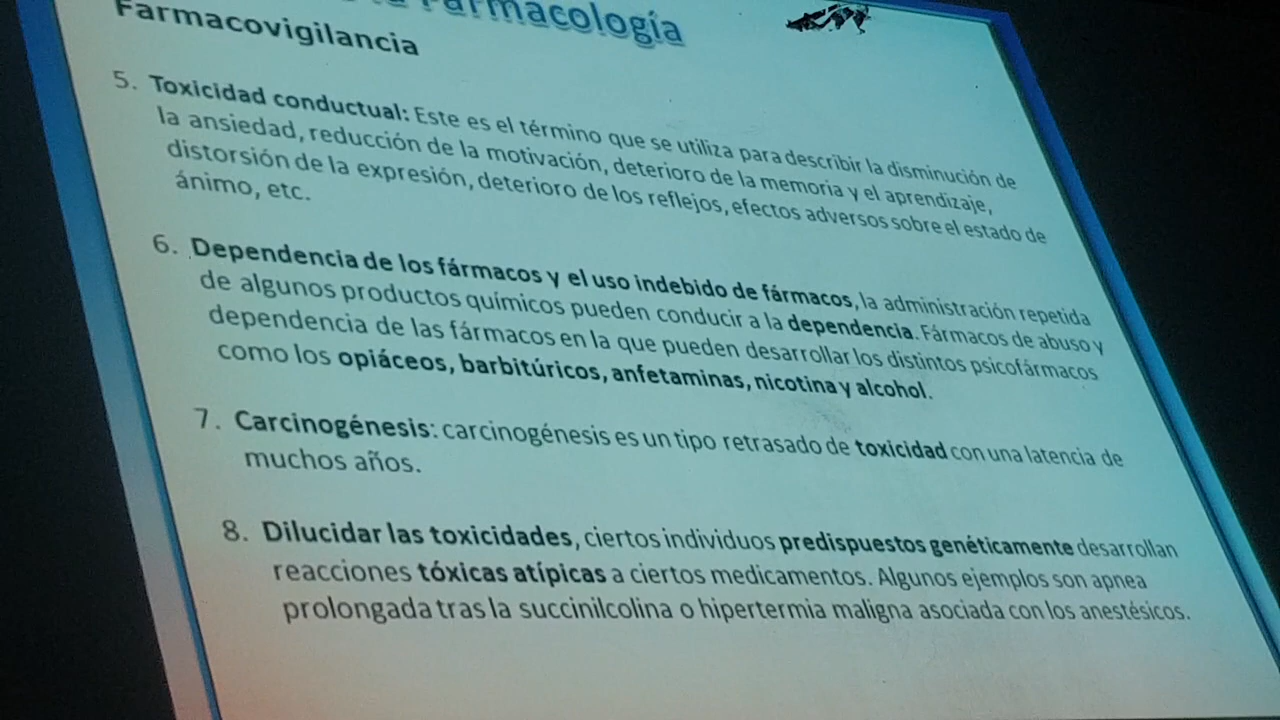 Farmacología
Farmacovigilancia
5. Toxicidad conductual: Este es el término que se utiliza para describir la disminución de
la ansiedad, reducción de la motivación, deterioro de la memoria y el aprendizaje,
distorsión de la expresión, deterioro de los reflejos, efectos adversos sobre el estado de
ánimo, etc.
6. Dependencia de los fármacos y el uso indebido de fármacos, la administración repetida
de algunos productos químicos pueden conducir a la dependencia. Fármacos de abuso y
dependencia de las fármacos en la que pueden desarrollar los distintos psicofármacos
como los opiáceos, barbitúricos, anfetaminas, nicotina y alcohol.
7. Carcinogénesis: carcinogénesis es un tipo retrasado de toxicidad con una latencia de
muchos años.
8. Dilucidar las toxicidades, ciertos individuos predispuestos genéticamente desarrollan
reacciones tóxicas atípicas a ciertos medicamentos. Algunos ejemplos son apnea
prolongada tras la succinilcolina o hipertermia maligna asociada con los anestésicos.